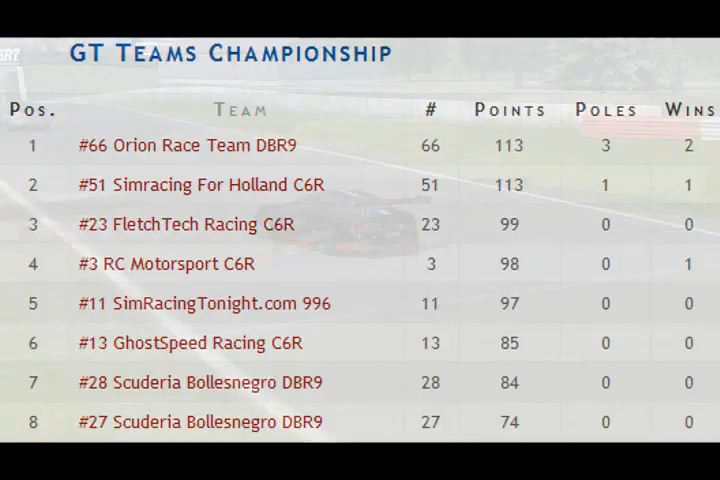 SRT
GT Teams Championship
Pos. Team # Points Poles Wins
1 #66 Orion Race Team DBR9 66 113 3 2
2 #51 Simracing For Holland C6R 51 113 1 1
3 #23 FletchTech Racing C6R 23 99 0 0
4 #3 RC Motorsport C6R 3 98 0 1
5 #11 SimRacingTonight.com 996 11 97 0 0
6 #13 GhostSpeed Racing C6R 13 85 0 0
7 #28 Scuderia Bollesnegro DBR9 28 84 0 0
8 #27 Scuderia Bollesnegro DBR9 27 74 0 0